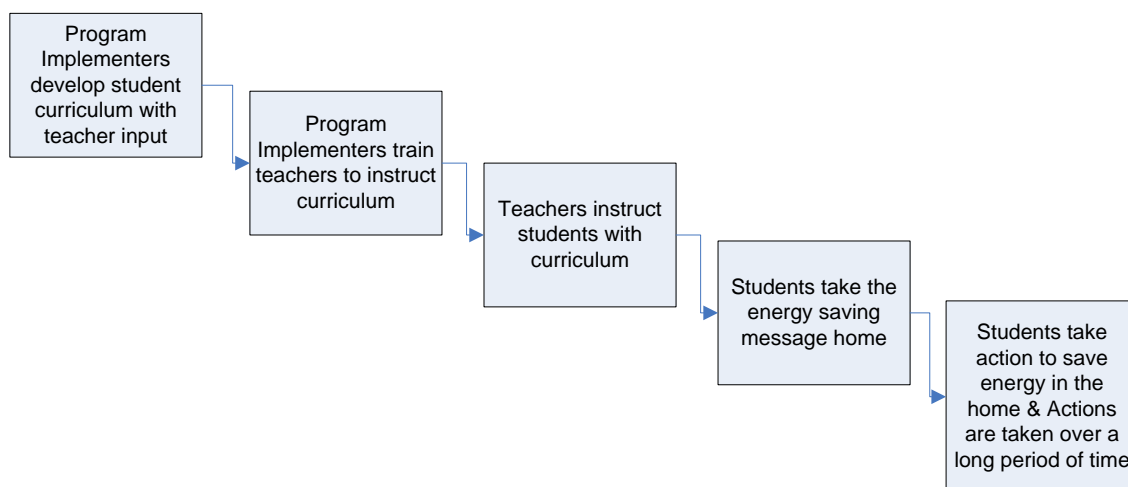 Program
Implementers
develop student
curriculum with
teacher input
Program
Implementers train
teachers to instruct
curriculum
Teachers instruct
students with
curriculum
Students take the
energy saving
message home
Students take
action to save
energy in the
home & Actions
are taken over a
long period of time